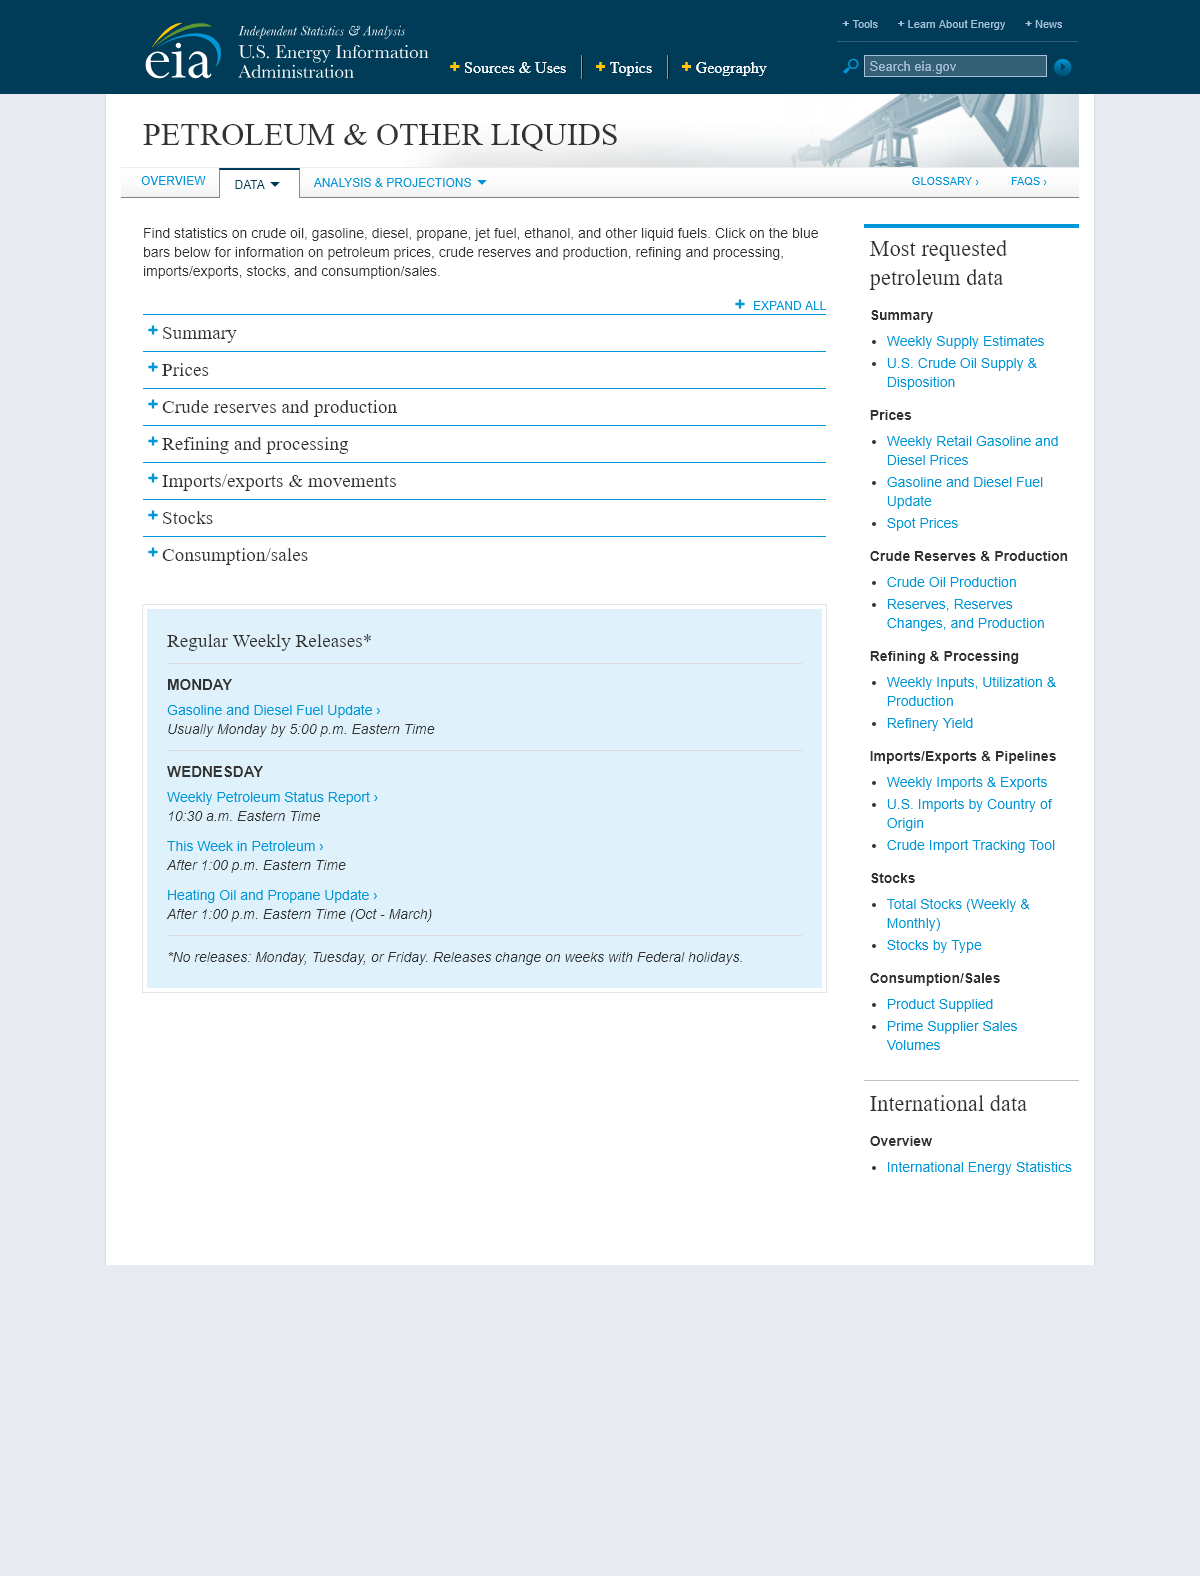 Independent Statistics & Analysis
eia
U.S. Energy Information
Administration
+ Sources & Uses
+ Topics
+ Geography
+ Tools
+ Learn About Energy
+ News
Search eia.gov
PETROLEUM & OTHER LIQUIDS
OVERVIEW
DATA
ANALYSIS & PROJECTIONS
GLOSSARY ›
FAQS ›
Find statistics on crude oil, gasoline, diesel, propane, jet fuel, ethanol, and other liquid fuels. Click on the blue
bars below for information on petroleum prices, crude reserves and production, refining and processing,
imports/exports, stocks, and consumption/sales.
+ EXPAND ALL
+ Summary
+ Prices
+ Crude reserves and production
+ Refining and processing
+ Imports/exports & movements
+ Stocks
+ Consumption/sales
Regular Weekly Releases*
MONDAY
Gasoline and Diesel Fuel Update ›
Usually Monday by 5:00 p.m. Eastern Time
WEDNESDAY
Weekly Petroleum Status Report ›
10:30 a.m. Eastern Time
This Week in Petroleum ›
After 1:00 p.m. Eastern Time
Heating Oil and Propane Update ›
After 1:00 p.m. Eastern Time (Oct - March)
*No releases: Monday, Tuesday, or Friday. Releases change on weeks with Federal holidays.
Most requested
petroleum data
Summary
• Weekly Supply Estimates
• U.S. Crude Oil Supply &
Disposition
Prices
• Weekly Retail Gasoline and
Diesel Prices
• Gasoline and Diesel Fuel
Update
• Spot Prices
Crude Reserves & Production
• Crude Oil Production
• Reserves, Reserves
Changes, and Production
Refining & Processing
• Weekly Inputs, Utilization &
Production
• Refinery Yield
Imports/Exports & Pipelines
• Weekly Imports & Exports
• U.S. Imports by Country of
Origin
• Crude Import Tracking Tool
Stocks
• Total Stocks (Weekly &
Monthly)
• Stocks by Type
Consumption/Sales
• Product Supplied
• Prime Supplier Sales
Volumes
International data
Overview
• International Energy Statistics